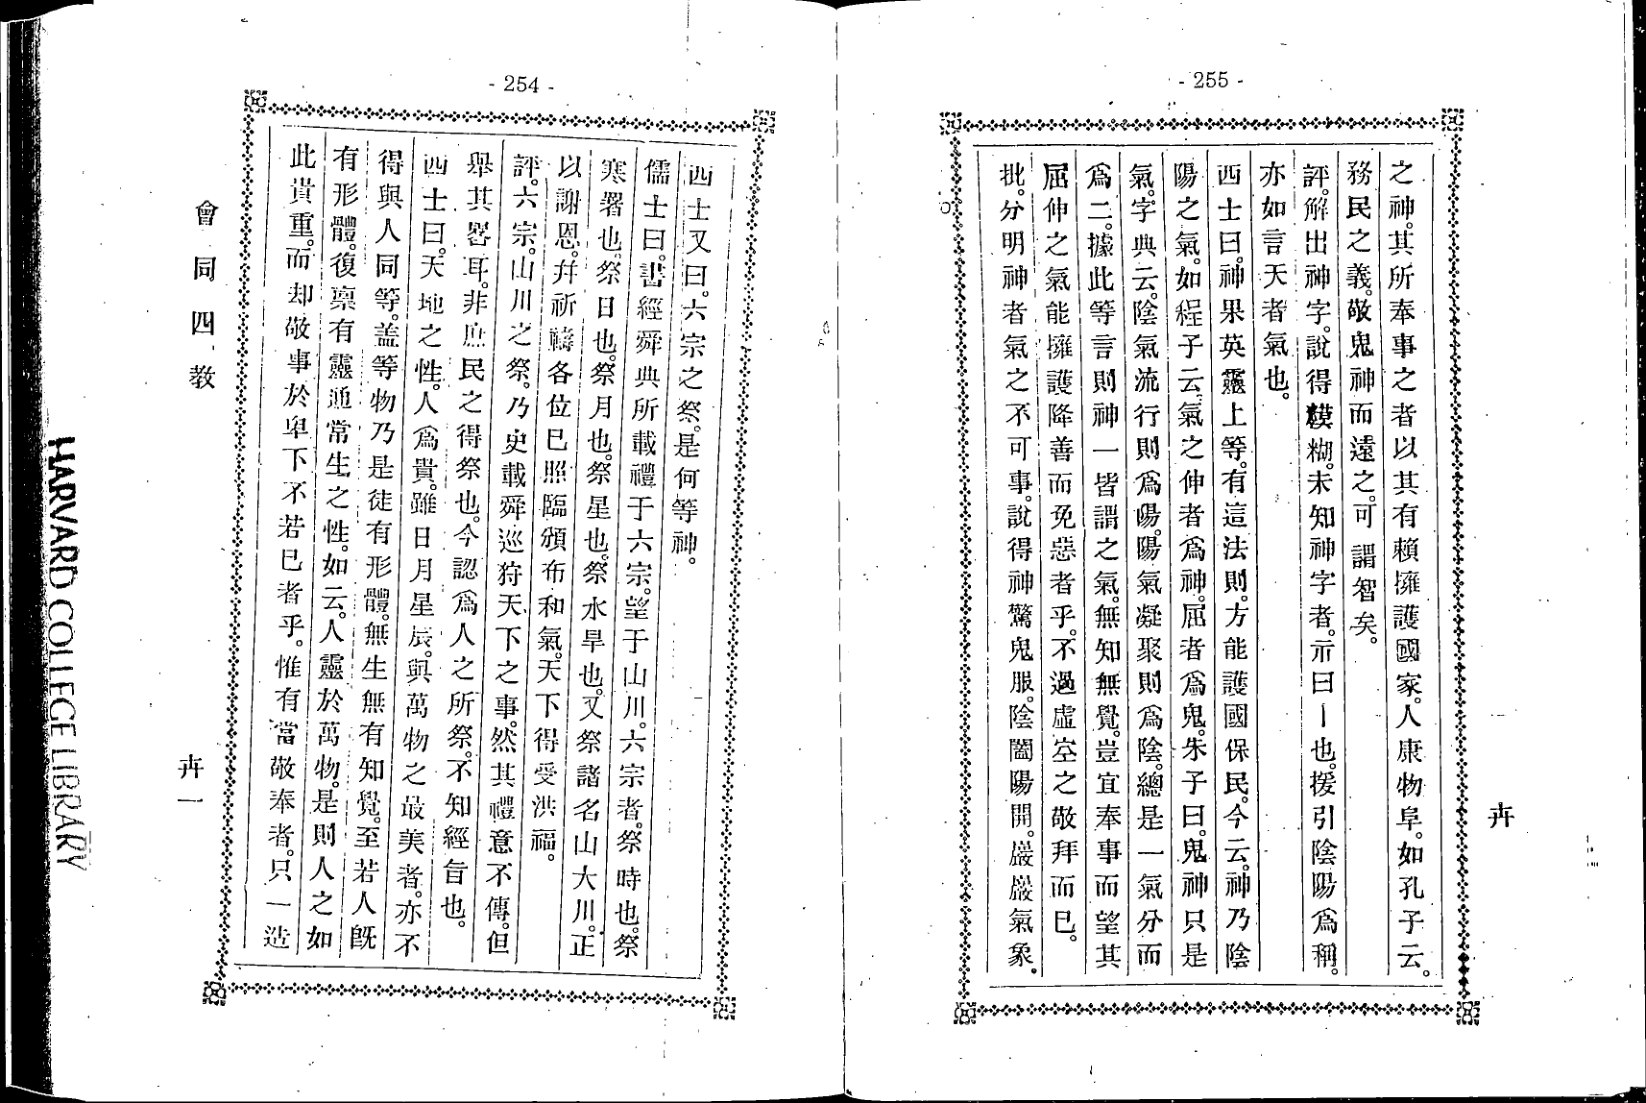 - 255 -
卉
之神。其所奉事之者以其有賴擁護國家。人康物阜。如孔子云。
務民之義。敬鬼神而遠之。可謂智矣。
評。解出神字。說得糢糊。未知神字者。示曰丨也。援引陰陽爲稱。
亦如言天者氣也。
西士曰。神果英靈上等。有這法則。方能護國保民。今云。神乃陰
陽之氣。如程子云。氣之伸者爲神。屈者爲鬼。朱子曰。鬼神只是
氣。字典云。陰氣流行則爲陽。陽氣凝聚則爲陰。總是一氣分而
爲二。據此等言則神一皆謂之氣。無知無覺。豈宜奉事而望其
屈伸之氣能擁護降善而免惡者乎。不過虛空之敬拜而已。
批。分明神者氣之不可事。說得神驚鬼服。陰闔陽開。嚴嚴氣象。
- 254 -
西士又曰。六宗之祭。是何等神。
儒士曰。書經舜典所載禮于六宗。望于山川。六宗者。祭時也。祭
寒署也。祭日也。祭月也。祭星也。祭水旱也。又祭諸名山大川。正
以謝恩。幷祈禱各位已照臨頒布和氣。天下得受洪福。
評。六宗。山川之祭。乃史載舜巡狩天下之事。然其禮意不傳。但
舉其畧耳。非庶民之得祭也。今認爲人之所祭。不知經旨也。
西士曰。天地之性。人爲貴。雖日月星辰。與萬物之最美者。亦不
得與人同等。盖等物乃是徒有形體。無生無有知覺。至若人旣
有形體。復稟有靈通常生之性。如云。人靈於萬物。是則人之如
此貴重。而却敬事於卑下不若已者乎。惟有當敬奉者。只一造
會同四教
卉一
HARVARD COLLEGE LIBRARY